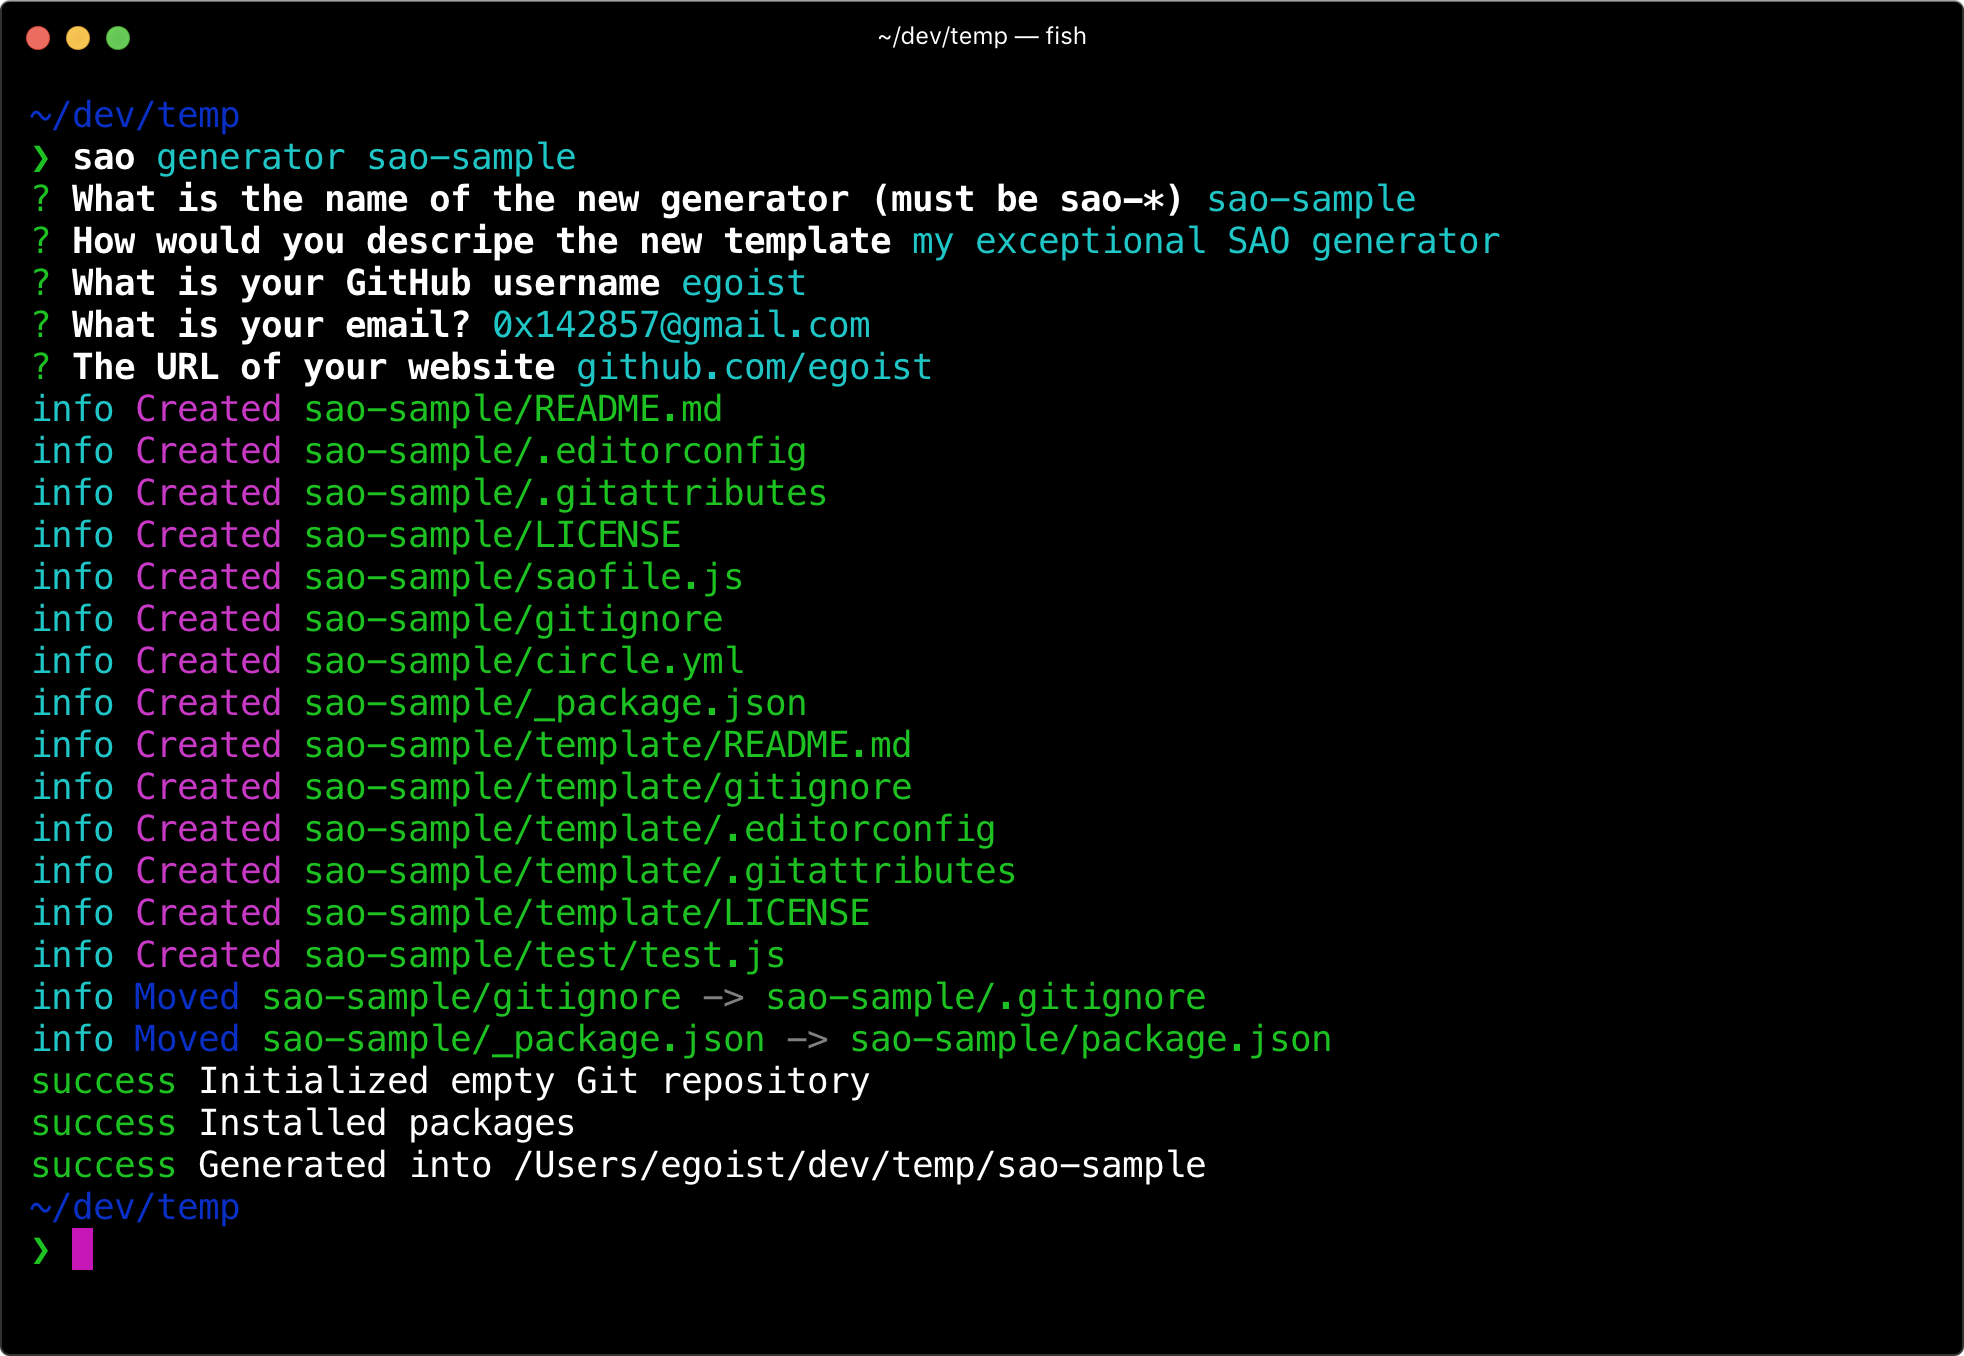 ~/dev/temp — fish
~/dev/temp
❯ sao generator sao-sample
? What is the name of the new generator (must be sao-*) sao-sample
? How would you descripe the new template my exceptional SAO generator
? What is your GitHub username egoist
? What is your email? 0x142857@gmail.com
? The URL of your website github.com/egoist
info Created sao-sample/README.md
info Created sao-sample/.editorconfig
info Created sao-sample/.gitattributes
info Created sao-sample/LICENSE
info Created sao-sample/saofile.js
info Created sao-sample/gitignore
info Created sao-sample/circle.yml
info Created sao-sample/_package.json
info Created sao-sample/template/README.md
info Created sao-sample/template/gitignore
info Created sao-sample/template/.editorconfig
info Created sao-sample/template/.gitattributes
info Created sao-sample/template/LICENSE
info Created sao-sample/test/test.js
info Moved sao-sample/gitignore -> sao-sample/.gitignore
info Moved sao-sample/_package.json -> sao-sample/package.json
success Initialized empty Git repository
success Installed packages
success Generated into /Users/egoist/dev/temp/sao-sample
~/dev/temp
❯